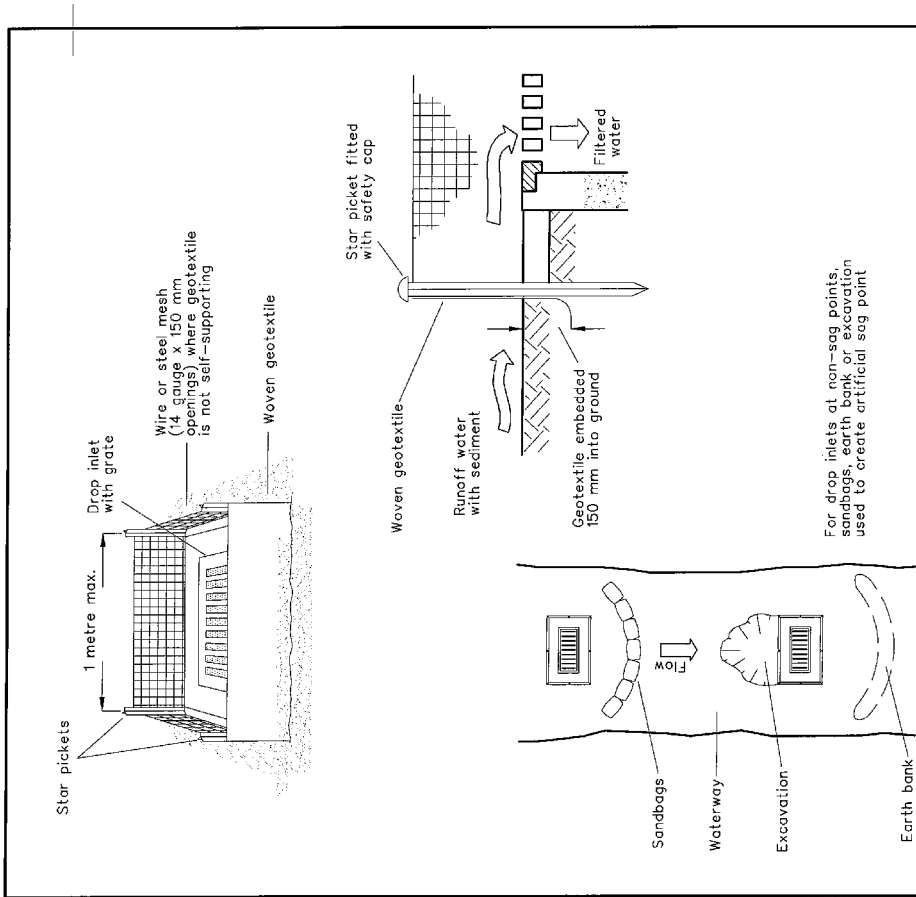 Star pickets
1 metre max.
Drop inlet
with grate
Wire or steel mesh
(14 gauge x 150 mm
openings) where geotextile
is not self-supporting
Woven geotextile
Star picket fitted
with safety cap
Woven geotextile
Runoff water
with sediment
Geotextile embedded
150 mm into ground
Filtered
water
Sandbags
Waterway
Excavation
Earth bank
Flow
For drop inlets at non-sag points,
sandbags, earth bank or excavation
used to create artificial sag point